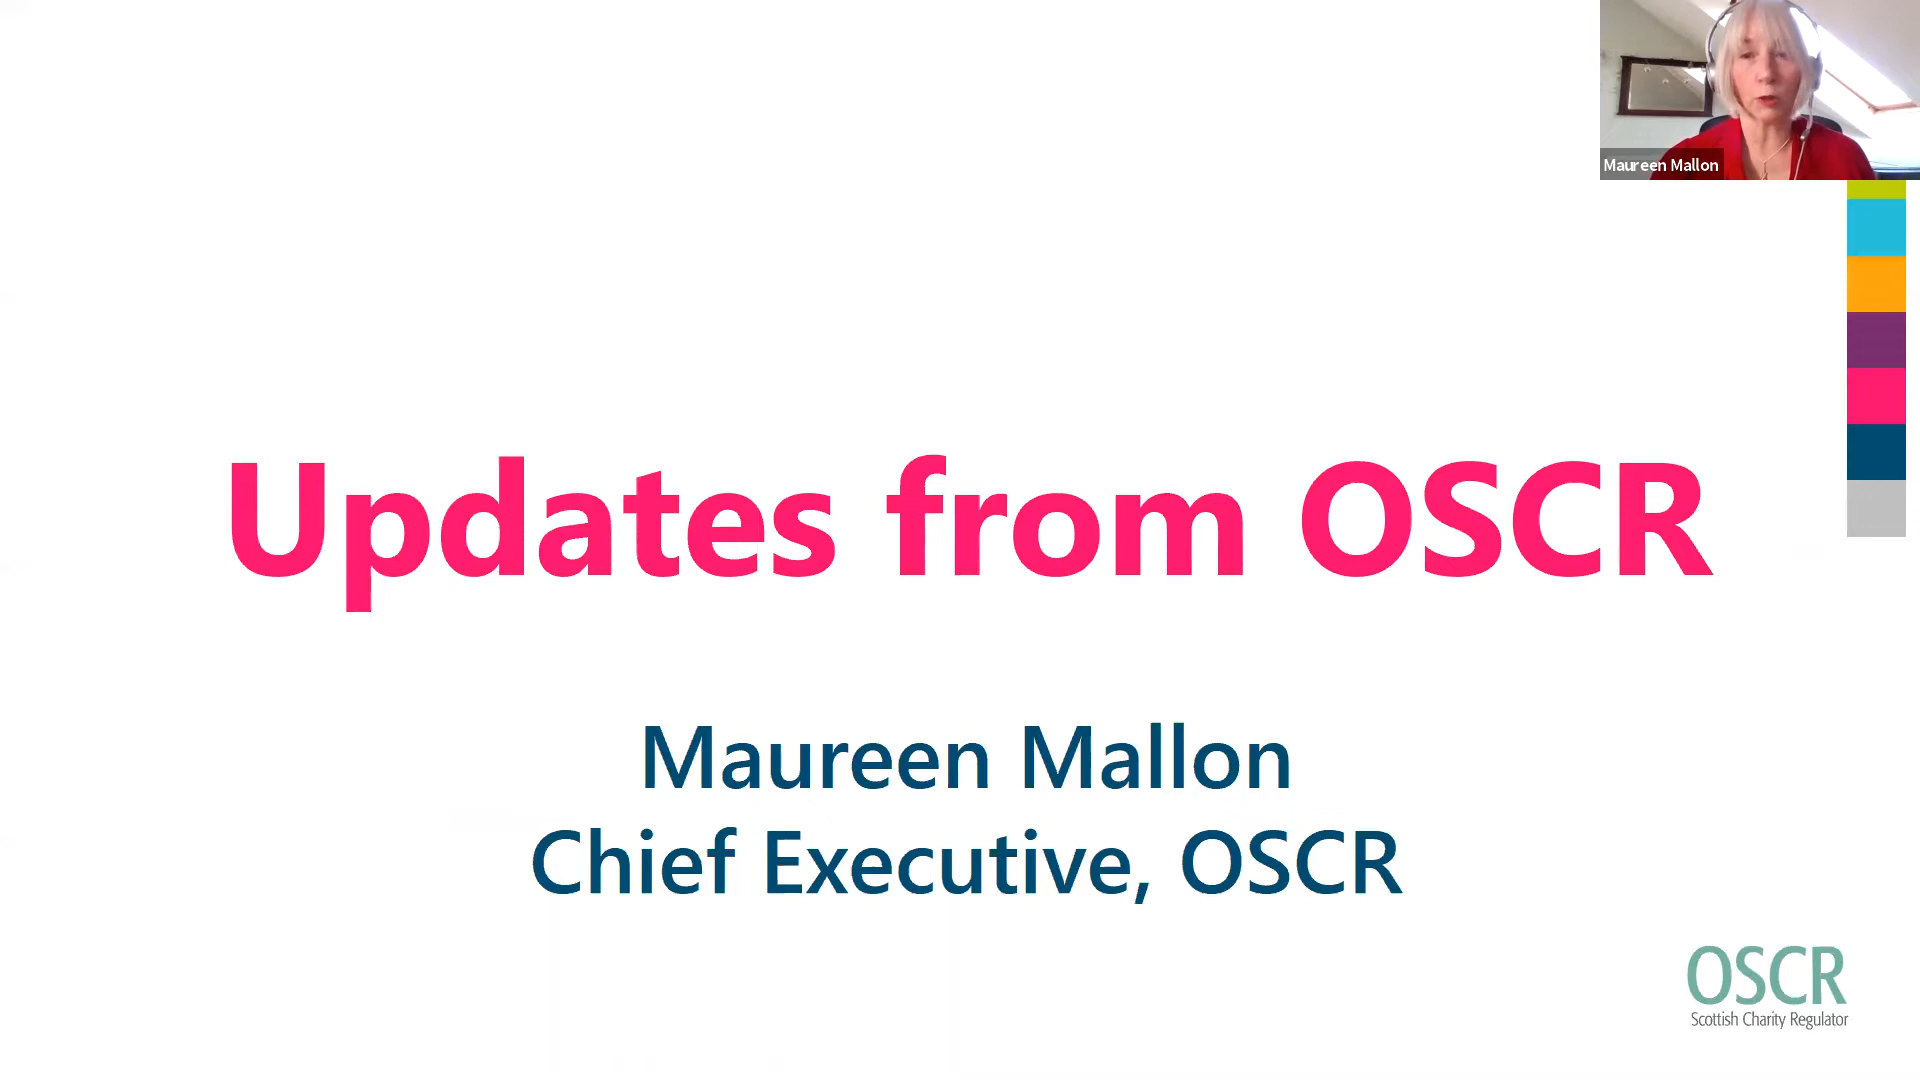 Maureen Mallon
Updates from OSCR
Maureen Mallon
Chief Executive, OSCR
OSCR
Scottish Charity Regulator